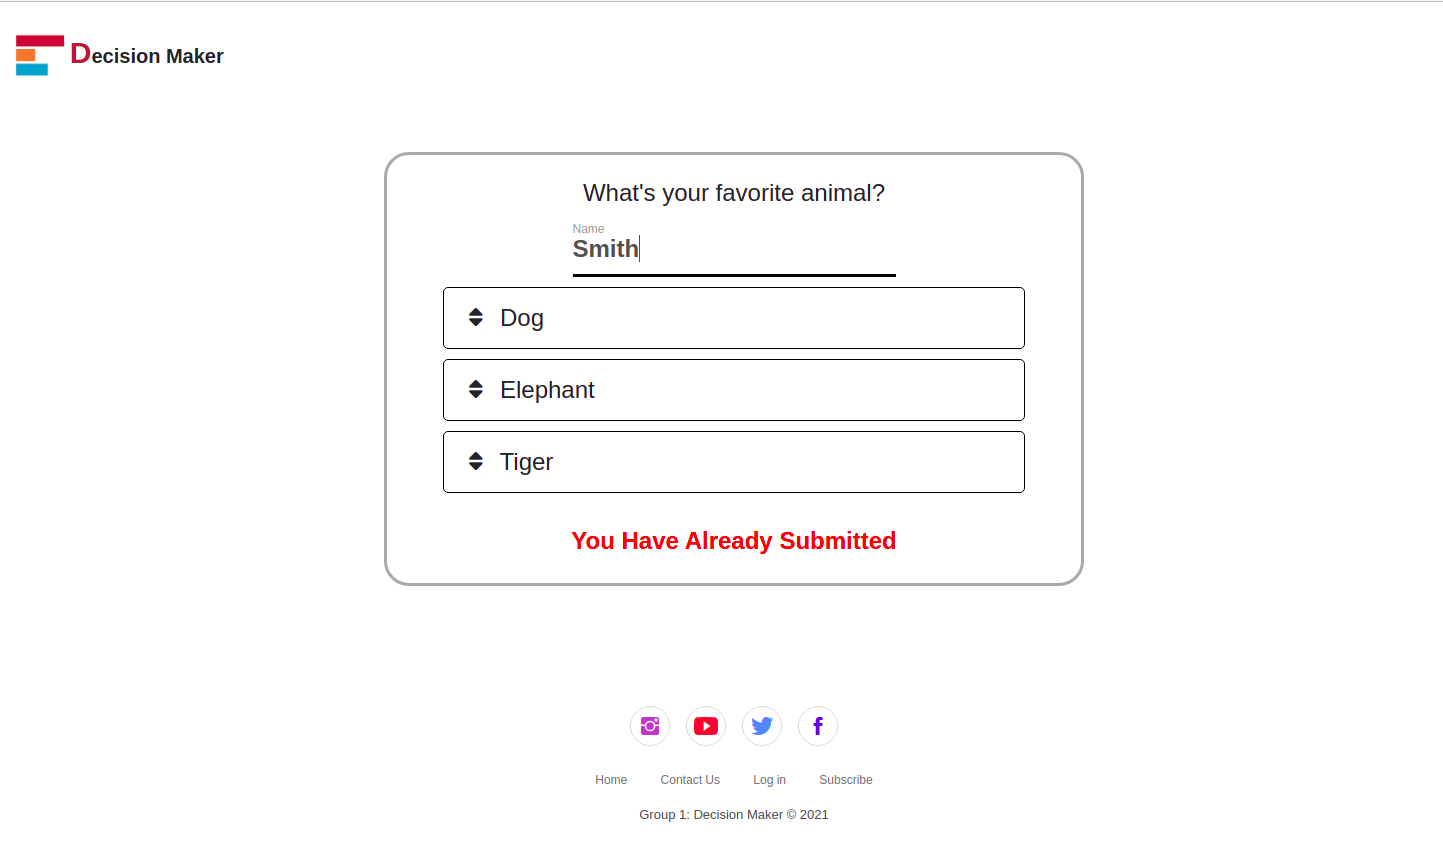 Decision Maker
What's your favorite animal?
Name
Smith
Dog
Elephant
Tiger
You Have Already Submitted
Home Contact Us Log in Subscribe
Group 1: Decision Maker © 2021